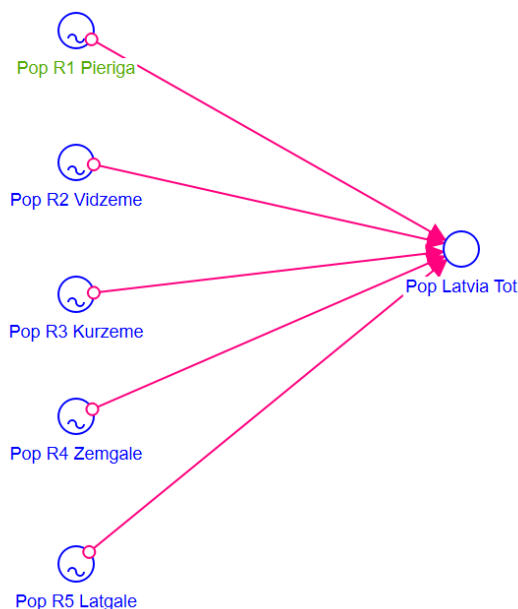 Pop R1 Pieriga
Pop R2 Vidzeme
Pop Latvia Tot
Pop R3 Kurzeme
Pop R4 Zemgale
Pop R5 Latgale